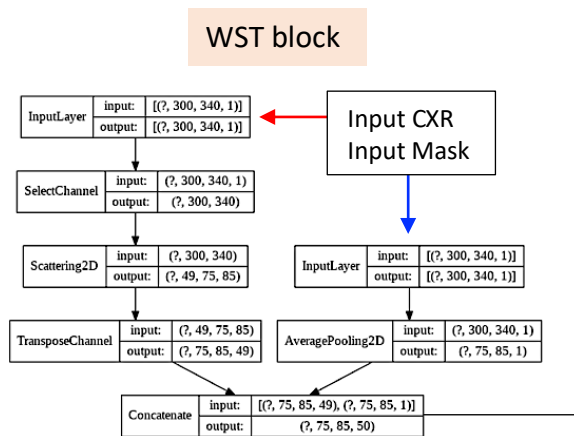 WST block
Input CXR
Input Mask
InputLayer input: [(?, 300, 340, 1)]
output: [(?, 300, 340, 1)]
SelectChannel input: (?, 300, 340, 1)
output: (?, 300, 340)
Scattering2D input: (?, 300, 340)
output: (?, 49, 75, 85)
InputLayer input: [(?, 300, 340, 1)]
output: [(?, 300, 340, 1)]
TransposeChannel input: (?, 49, 75, 85)
output: (?, 75, 85, 49)
AveragePooling2D input: (?, 300, 340, 1)
output: (?, 75, 85, 1)
Concatenate input: [(?, 75, 85, 49), (?, 75, 85, 1)]
output: (?, 75, 85, 50)